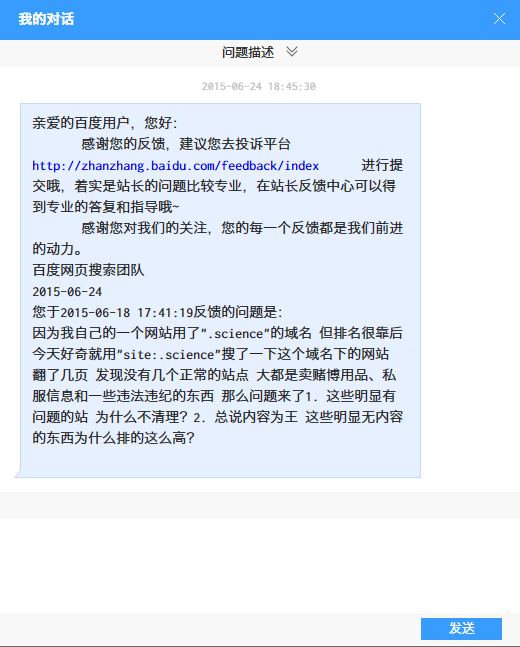 我的对话
问题描述
2015-06-24 18:45:30
亲爱的百度用户，您好：
感谢您的反馈，建议您去投诉平台
http://zhanzhang.baidu.com/feedback/index 进行提
交哦，着实是站长的问题比较专业，在站长反馈中心可以得
到专业的答复和指导哦~
感谢您对我们的关注，您的每一个反馈都是我们前进
的动力。
百度网页搜索团队
2015-06-24
您于2015-06-18 17:41:19反馈的问题是：
因为我自己的一个网站用了".science"的域名 但排名很靠后
今天好奇就用"site:.science"搜了一下这个域名下的网站
翻了几页 发现没有几个正常的站点 大都是卖赌博用品、私
服信息和一些违法违纪的东西 那么问题来了1. 这些明显有
问题的站 为什么不清理？2. 总说内容为王 这些明显无内容
的东西为什么排的这么高？
发送